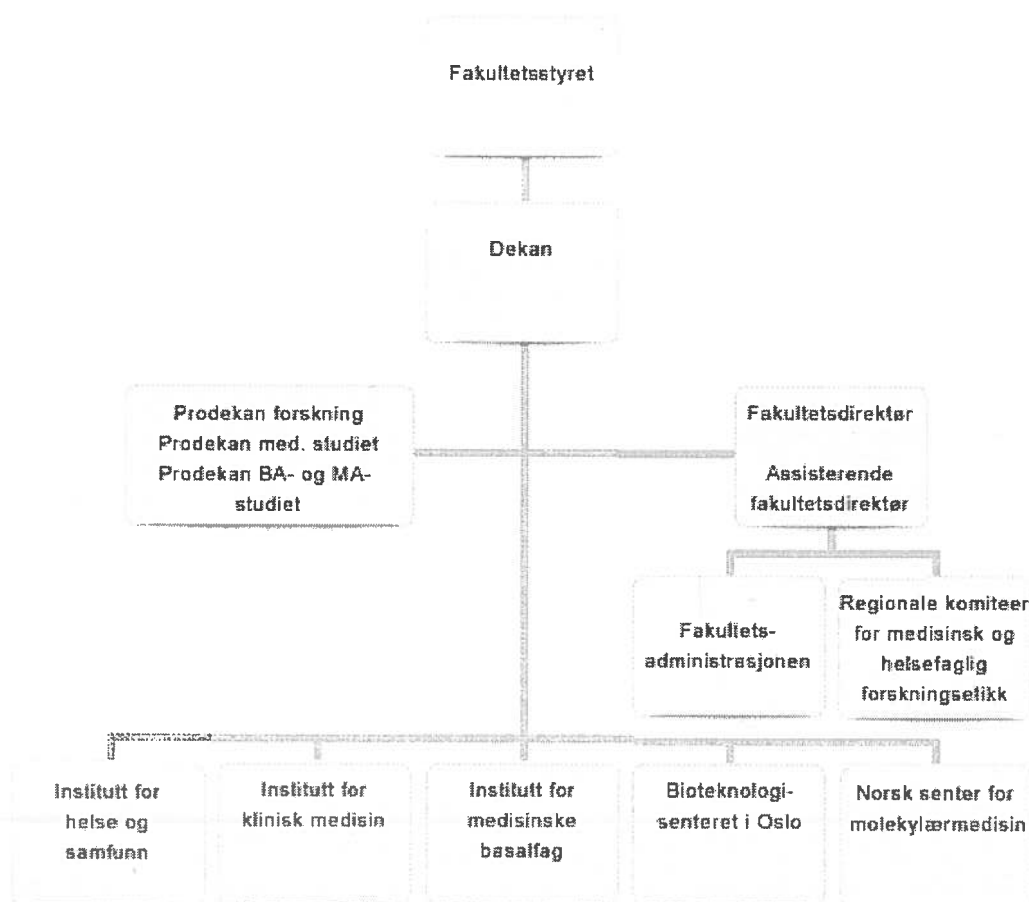 Fakultetsstyret
Dekan
Prodekan forskning
Prodekan med. studiet
Prodekan BA- og MA-
studiet
Fakultetsdirektør
Assisterende
fakultetsdirektør
Fakultets-
administrasjonen
Regionale komiteer
for medisinsk og
helsefaglig
forskningsetikk
Institutt for
helse og
samfunn
Institutt for
klinisk medisin
Institutt for
medisinske
basalfag
Bioteknologi-
senteret i Oslo
Norsk senter for
molekylærmedisin